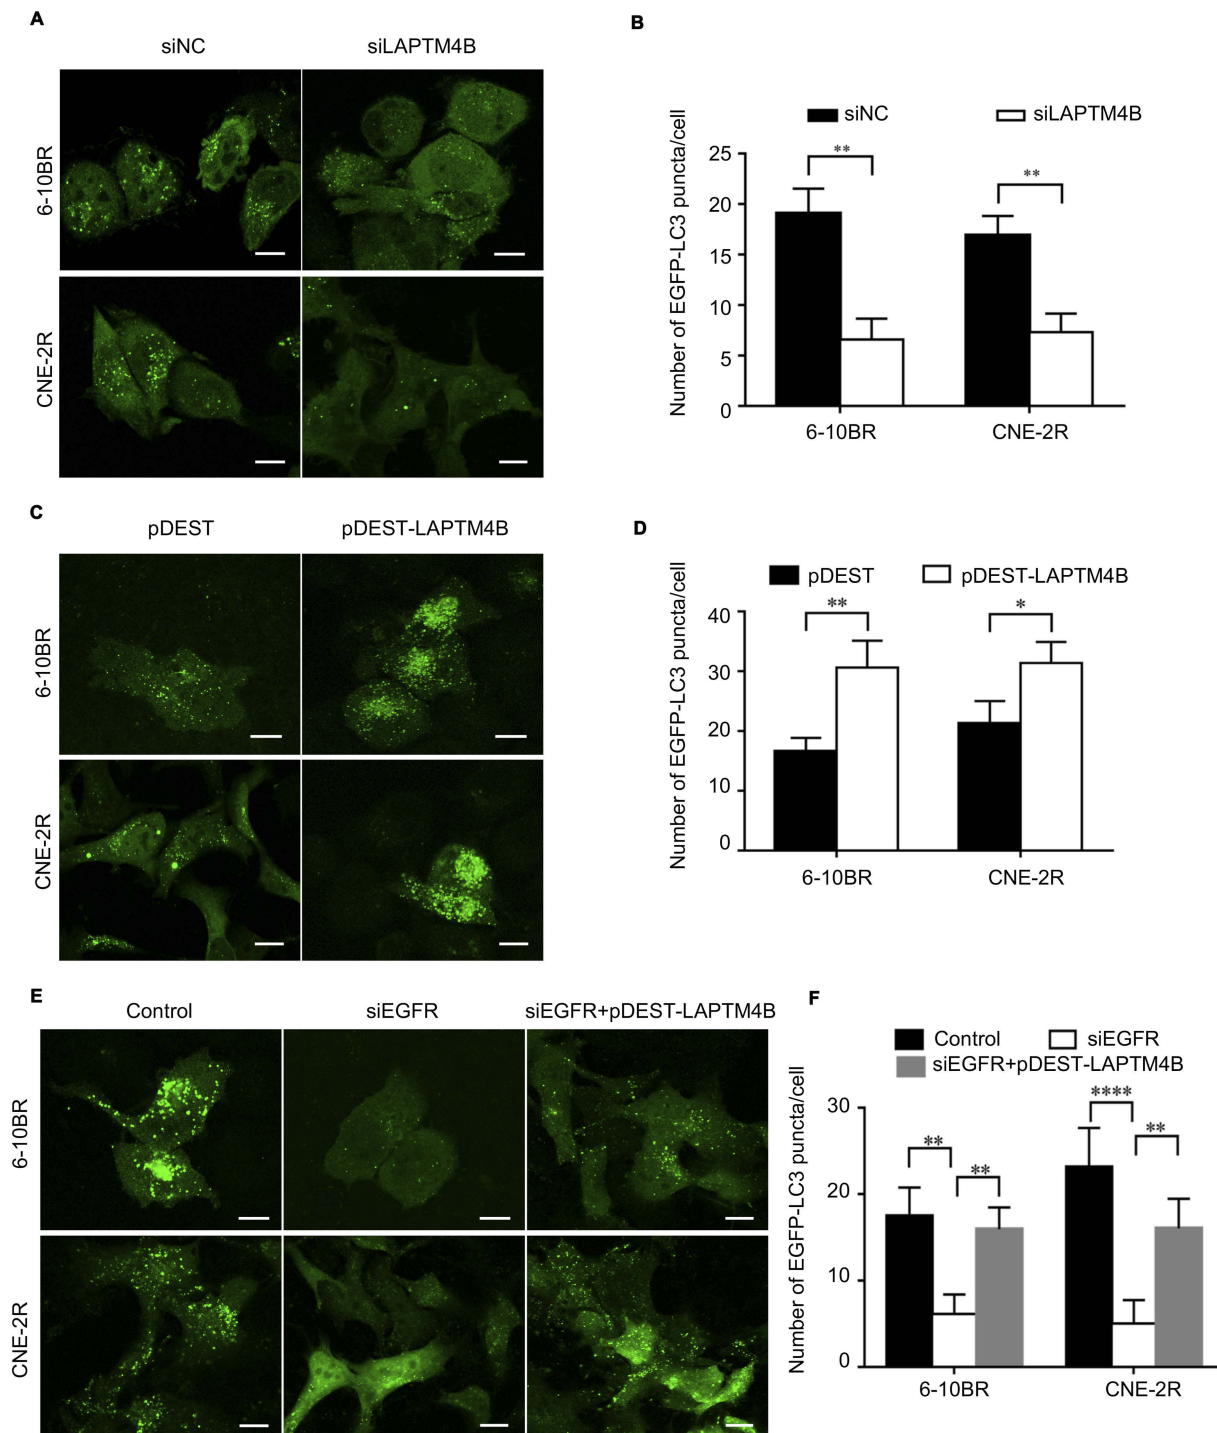 A
siNC
siLAPTM4B
6-10BR
CNE-2R
B
siNC
siLAPTM4B
Number of EGFP-LC3 puncta/cell
25
20
15
10
5
0
**
**
6-10BR
CNE-2R
C
pDEST
pDEST-LAPTM4B
6-10BR
CNE-2R
D
pDEST
pDEST-LAPTM4B
Number of EGFP-LC3 puncta/cell
40
30
20
10
0
**
*
6-10BR
CNE-2R
E
Control
siEGFR
siEGFR+pDEST-LAPTM4B
6-10BR
CNE-2R
F
Control
siEGFR
siEGFR+pDEST-LAPTM4B
Number of EGFP-LC3 puncta/cell
30
20
10
0
**
**
****
**
6-10BR
CNE-2R